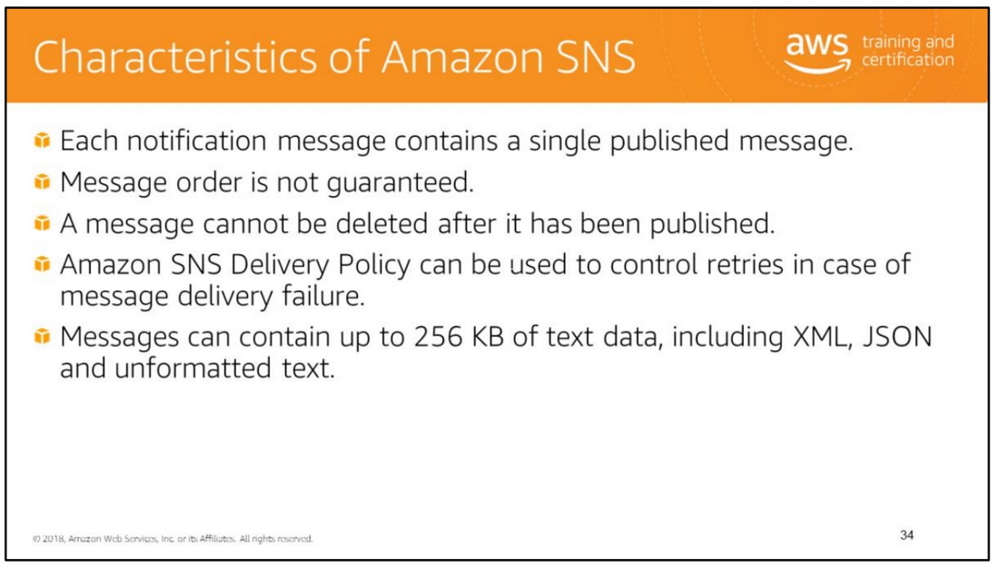 Characteristics of Amazon SNS
aws training and
certification
Each notification message contains a single published message.
Message order is not guaranteed.
A message cannot be deleted after it has been published.
Amazon SNS Delivery Policy can be used to control retries in case of
message delivery failure.
Messages can contain up to 256 KB of text data, including XML, JSON
and unformatted text.
© 2018, Amazon Web Services, Inc. or its Affiliates. All rights reserved.
34